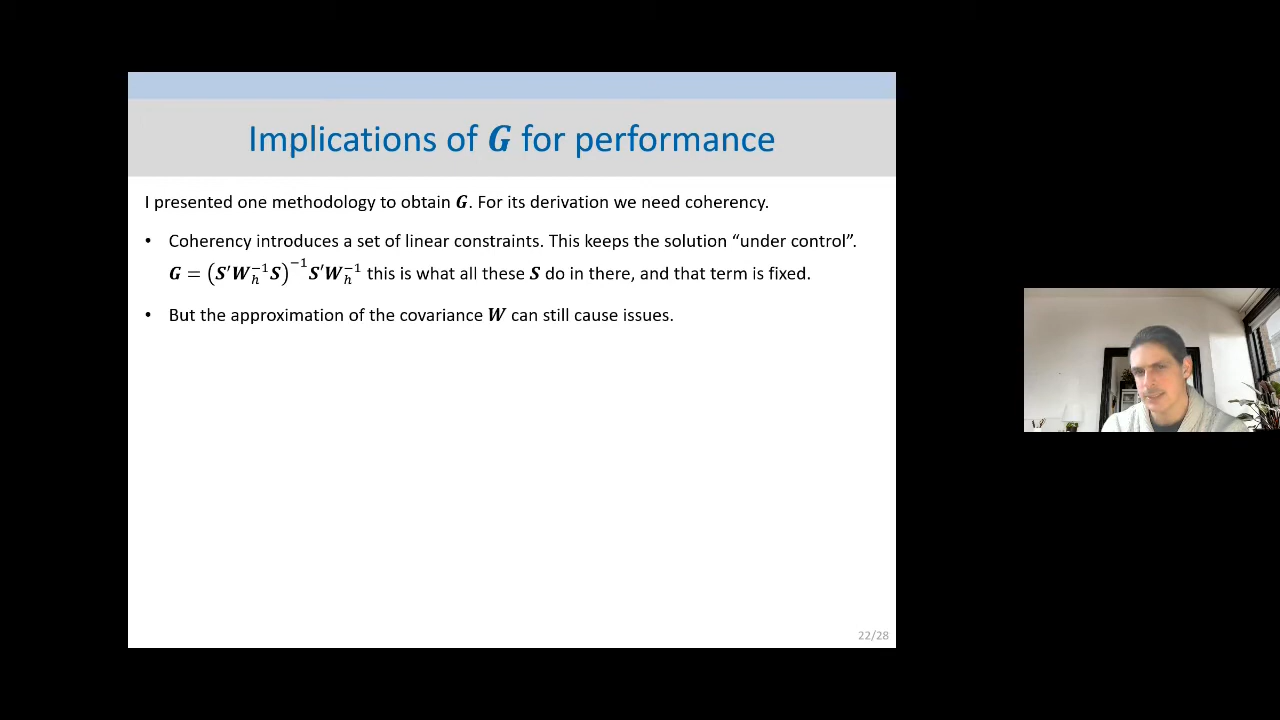 Implications of G for performance
I presented one methodology to obtain G. For its derivation we need coherency.
• Coherency introduces a set of linear constraints. This keeps the solution “under control”.
G = (S′W_h^{−1}S)^{−1}S′W_h^{−1} this is what all these S do in there, and that term is fixed.
• But the approximation of the covariance W can still cause issues.
22/28